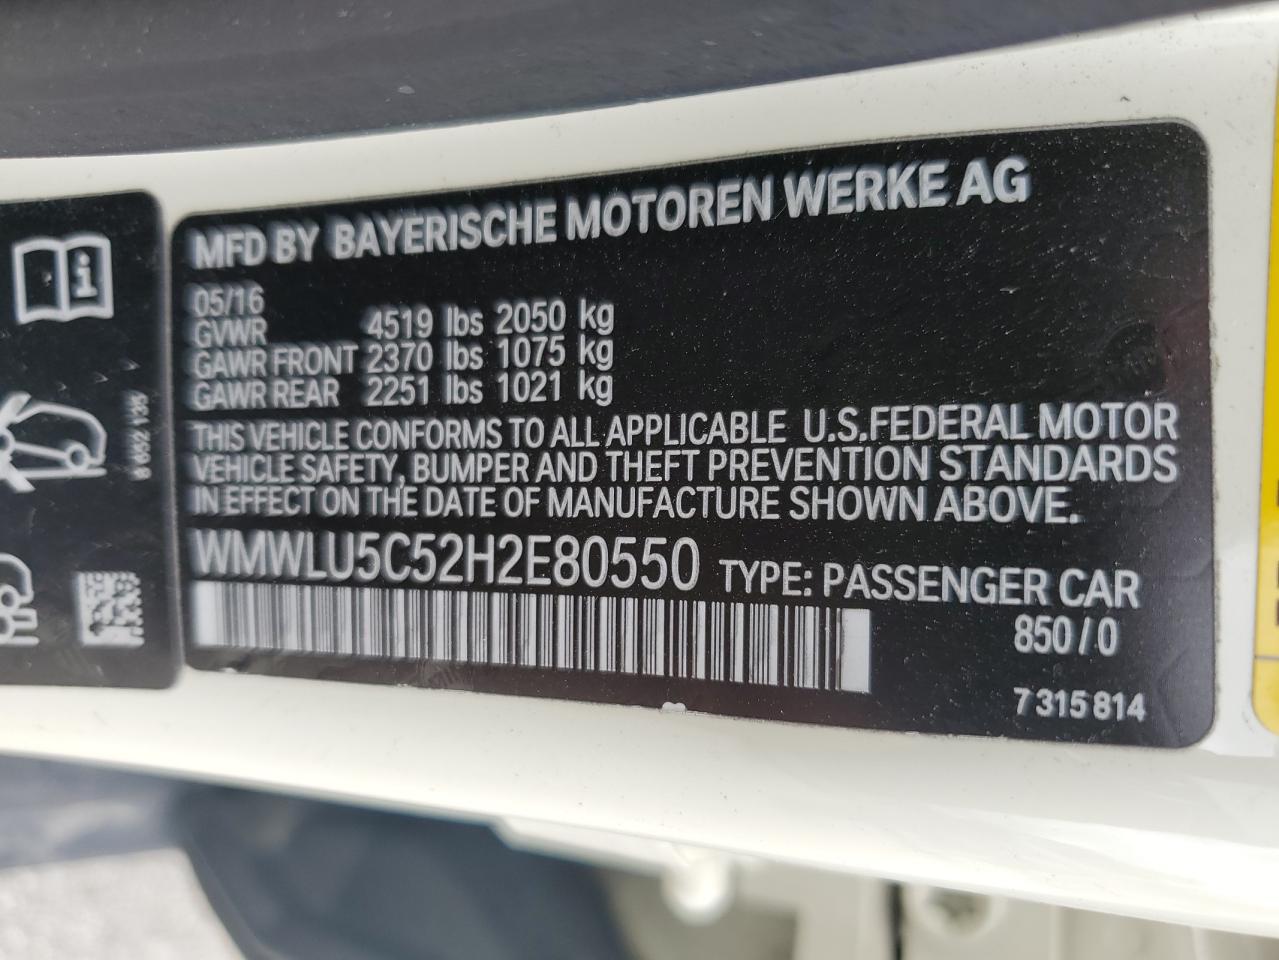 MFD BY BAYERISCHE MOTOREN WERKE AG
05/16
GVWR 4519 lbs 2050 kg
GAWR FRONT 2370 lbs 1075 kg
GAWR REAR 2251 lbs 1021 kg
THIS VEHICLE CONFORMS TO ALL APPLICABLE U.S.FEDERAL MOTOR
VEHICLE SAFETY, BUMPER AND THEFT PREVENTION STANDARDS
IN EFFECT ON THE DATE OF MANUFACTURE SHOWN ABOVE.
WMWLU5C52H2E80550 TYPE: PASSENGER CAR
850/0
7 315 814
8 652 135